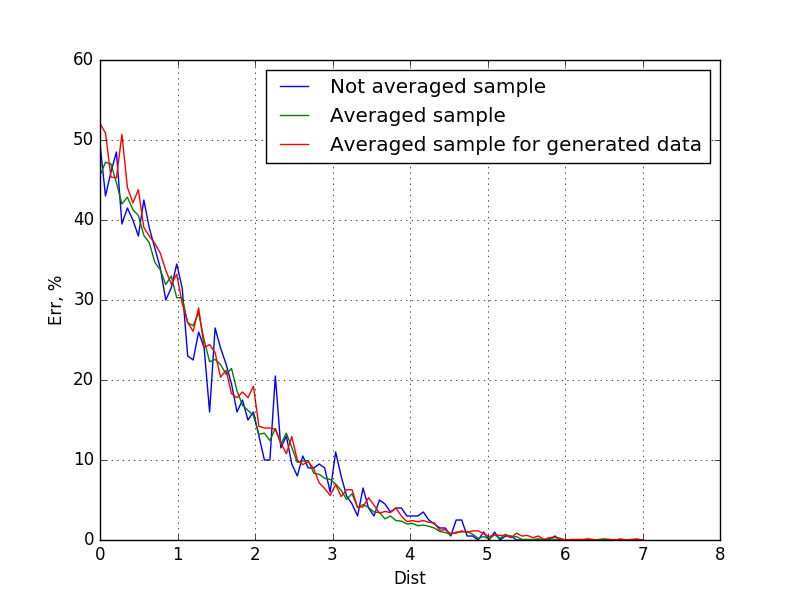 60
50
40
30
20
10
0
Err, %
Not averaged sample
Averaged sample
Averaged sample for generated data
0 1 2 3 4 5 6 7 8
Dist